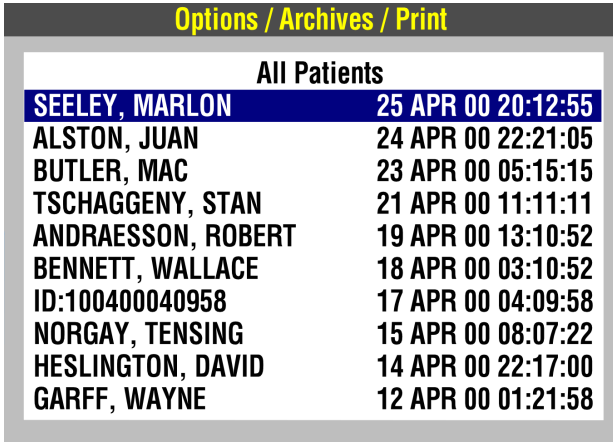 Options / Archives / Print
All Patients
SEELEY, MARLON 25 APR 00 20:12:55
ALSTON, JUAN 24 APR 00 22:21:05
BUTLER, MAC 23 APR 00 05:15:15
TSCHAGGENY, STAN 21 APR 00 11:11:11
ANDRAESSON, ROBERT 19 APR 00 13:10:52
BENNETT, WALLACE 18 APR 00 03:10:52
ID:100400040958 17 APR 00 04:09:58
NORGAY, TENSING 15 APR 00 08:07:22
HESLINGTON, DAVID 14 APR 00 22:17:00
GARFF, WAYNE 12 APR 00 01:21:58